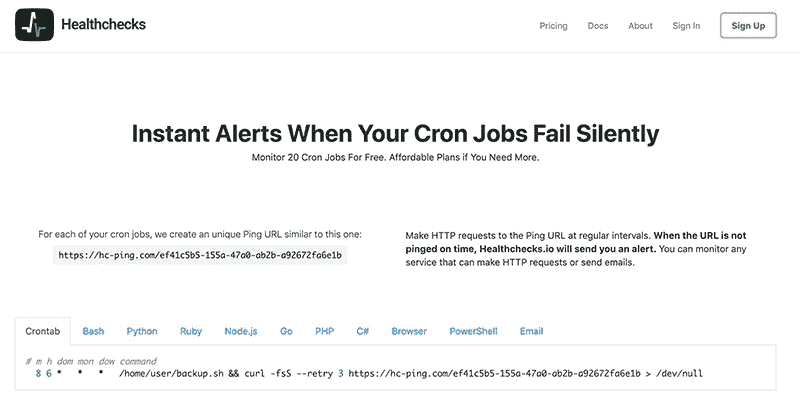 Healthchecks
Pricing Docs About Sign In Sign Up
Instant Alerts When Your Cron Jobs Fail Silently
Monitor 20 Cron Jobs For Free. Affordable Plans if You Need More.
For each of your cron jobs, we create an unique Ping URL similar to this one:
https://hc-ping.com/ef41c5b5-155a-47a0-ab2b-a92672fa6e1b
Make HTTP requests to the Ping URL at regular intervals. When the URL is not
pinged on time, Healthchecks.io will send you an alert. You can monitor any
service that can make HTTP requests or send emails.
Crontab Bash Python Ruby Node.js Go PHP C# Browser PowerShell Email
# m h dom mon dow command
8 6 * * * /home/user/backup.sh && curl -fsS --retry 3 https://hc-ping.com/ef41c5b5-155a-47a0-ab2b-a92672fa6e1b > /dev/null